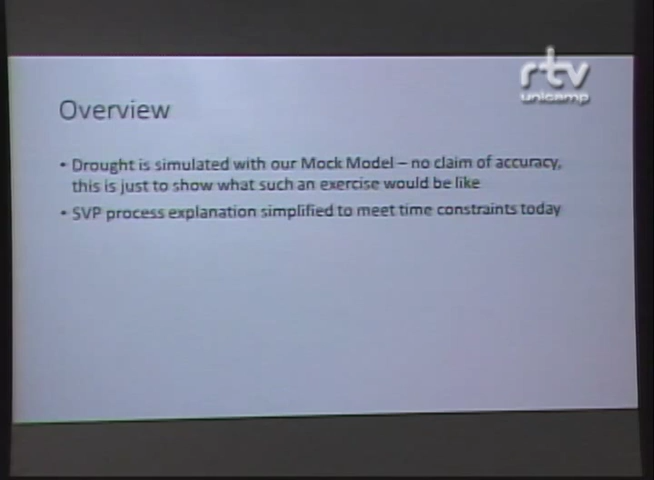 rtv
unicamp
Overview
• Drought is simulated with our Mock Model – no claim of accuracy,
this is just to show what such an exercise would be like
• SVP process explanation simplified to meet time constraints today